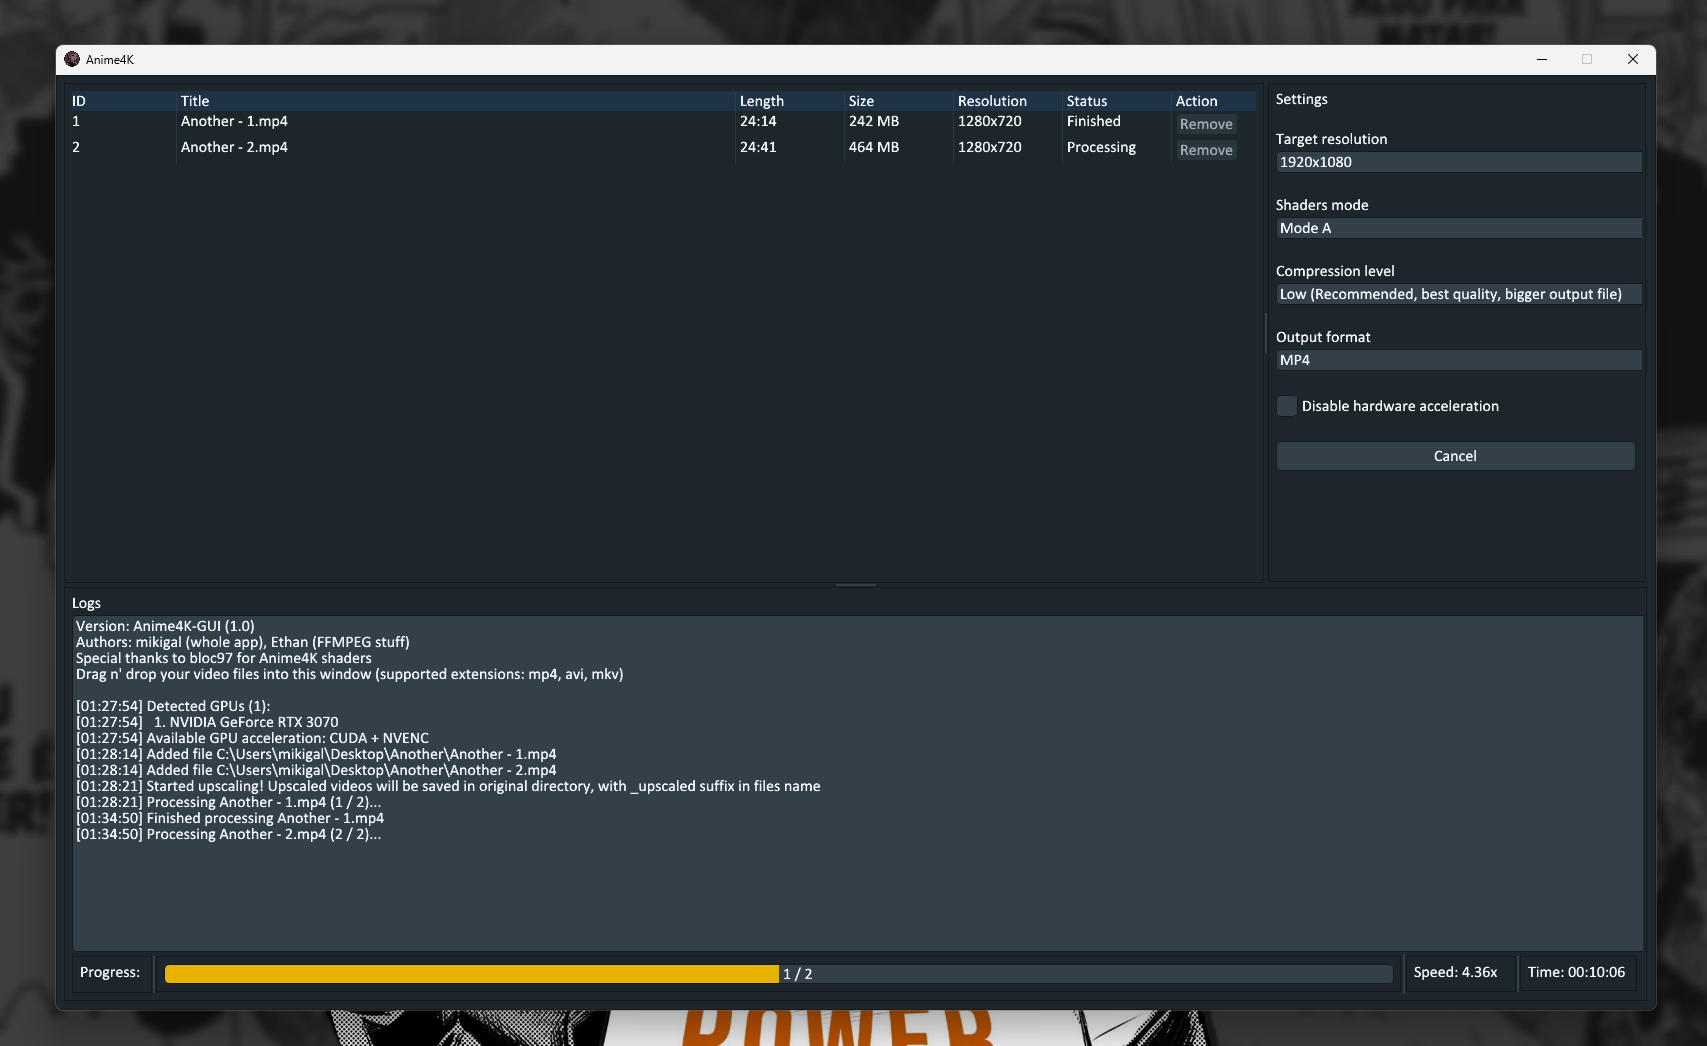 ALGO PARA
MATAR!
Anime4K
ID Title Length Size Resolution Status Action
1 Another - 1.mp4 24:14 242 MB 1280x720 Finished Remove
2 Another - 2.mp4 24:41 464 MB 1280x720 Processing Remove
Settings
Target resolution
1920x1080
Shaders mode
Mode A
Compression level
Low (Recommended, best quality, bigger output file)
Output format
MP4
Disable hardware acceleration
Cancel
Logs
Version: Anime4K-GUI (1.0)
Authors: mikigal (whole app), Ethan (FFMPEG stuff)
Special thanks to bloc97 for Anime4K shaders
Drag n' drop your video files into this window (supported extensions: mp4, avi, mkv)
[01:27:54] Detected GPUs (1):
[01:27:54] 1. NVIDIA GeForce RTX 3070
[01:27:54] Available GPU acceleration: CUDA + NVENC
[01:28:14] Added file C:\Users\mikigal\Desktop\Another\Another - 1.mp4
[01:28:14] Added file C:\Users\mikigal\Desktop\Another\Another - 2.mp4
[01:28:21] Started upscaling! Upscaled videos will be saved in original directory, with _upscaled suffix in files name
[01:28:21] Processing Another - 1.mp4 (1 / 2)...
[01:34:50] Finished processing Another - 1.mp4
[01:34:50] Processing Another - 2.mp4 (2 / 2)...
Progress: 1 / 2 Speed: 4.36x Time: 00:10:06
POWER